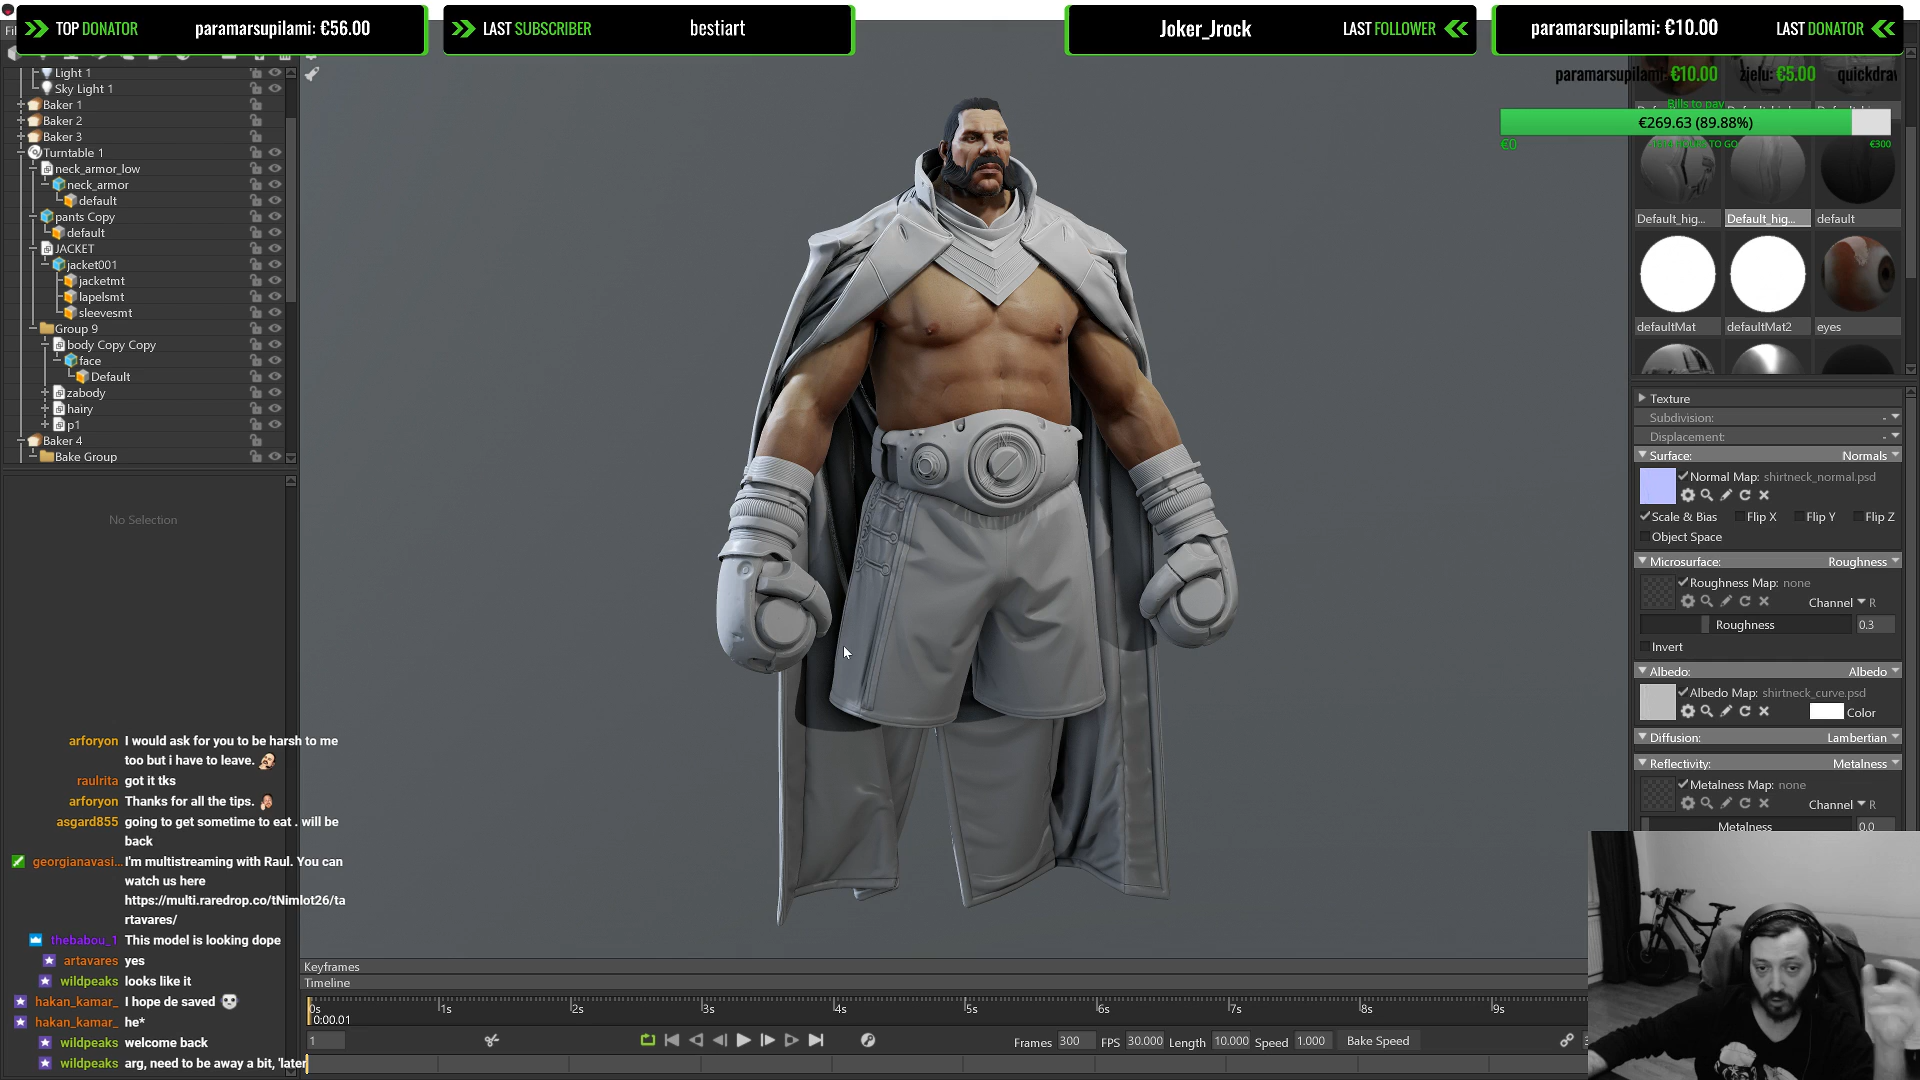 TOP DONATOR paramarsupilami: €56.00
LAST SUBSCRIBER bestiart
Joker_Jrock LAST FOLLOWER
paramarsupilami: €10.00 LAST DONATOR
paramarsupilami: €10.00 zielu: €5.00 quickdraw
Bills to pay
€269.63 (89.88%)
€0
€300
Light 1
Sky Light 1
Baker 1
Baker 2
Baker 3
Turntable 1
neck_armor_low
neck_armor
default
pants Copy
default
JACKET
jacket001
jacketmt
lapelsmt
sleevesmt
Group 9
body Copy Copy
face
Default
zabody
hairy
p1
Baker 4
Bake Group
No Selection
arforyon I would ask for you to be harsh to me
too but i have to leave.
raulrita got it tks
arforyon Thanks for all the tips.
asgard855 going to get sometime to eat . will be
back
georgianavasi... I'm multistreaming with Raul. You can
watch us here
https://multi.raredrop.co/tNimlot26/ta
rtavares/
thebabou_1 This model is looking dope
artavares yes
wildpeaks looks like it
hakan_kamar_ I hope de saved
hakan_kamar_ he*
wildpeaks welcome back
wildpeaks arg, need to be away a bit, 'later
Default_hig...
Default_hig...
default
defaultMat
defaultMat2
eyes
Texture
Subdivision: -
Displacement: -
Surface: Normals
Normal Map: shirtneck_normal.psd
Scale & Bias Flip X Flip Y Flip Z
Object Space
Microsurface: Roughness
Roughness Map: none
Channel R
Roughness 0.3
Invert
Albedo: Albedo
Albedo Map: shirtneck_curve.psd
Color
Diffusion: Lambertian
Reflectivity: Metalness
Metalness Map: none
Channel R
Metalness 0.0
Keyframes
Timeline
0s 1s 2s 3s 4s 5s 6s 7s 8s 9s
0:00.01
1
Frames 300 FPS 30.000 Length 10.000 Speed 1.000 Bake Speed